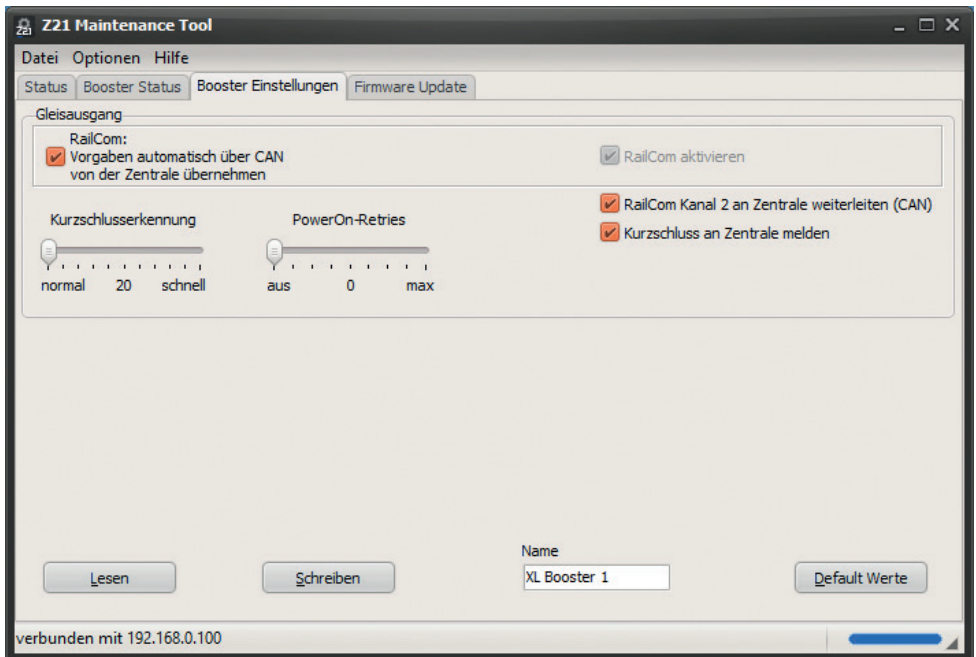 Z21 Maintenance Tool
Datei Optionen Hilfe
Status Booster Status Booster Einstellungen Firmware Update
Gleisausgang
RailCom:
Vorgaben automatisch über CAN
von der Zentrale übernehmen
RailCom aktivieren
RailCom Kanal 2 an Zentrale weiterleiten (CAN)
Kurzschluss an Zentrale melden
Kurzschlusserkennung
normal 20 schnell
PowerOn-Retries
aus 0 max
Name
Lesen Schreiben XL Booster 1 Default Werte
verbunden mit 192.168.0.100